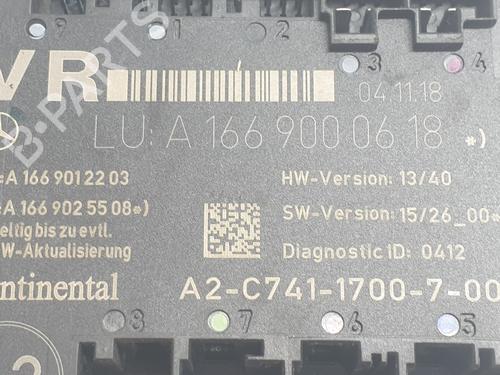 9 1 2 3 4
VR
04.11.18
LU: A 166 900 06 18 *)
:A 166 901 22 03
HW-Version: 13/40
:A 166 902 55 08*)
SW-Version: 15/26_00
eltig bis zu evtl.
W-Aktualisierung
Diagnostic iD: 0412
ntinental
A2-C741-1700-7-00
8 7 6 5
B-PARTS